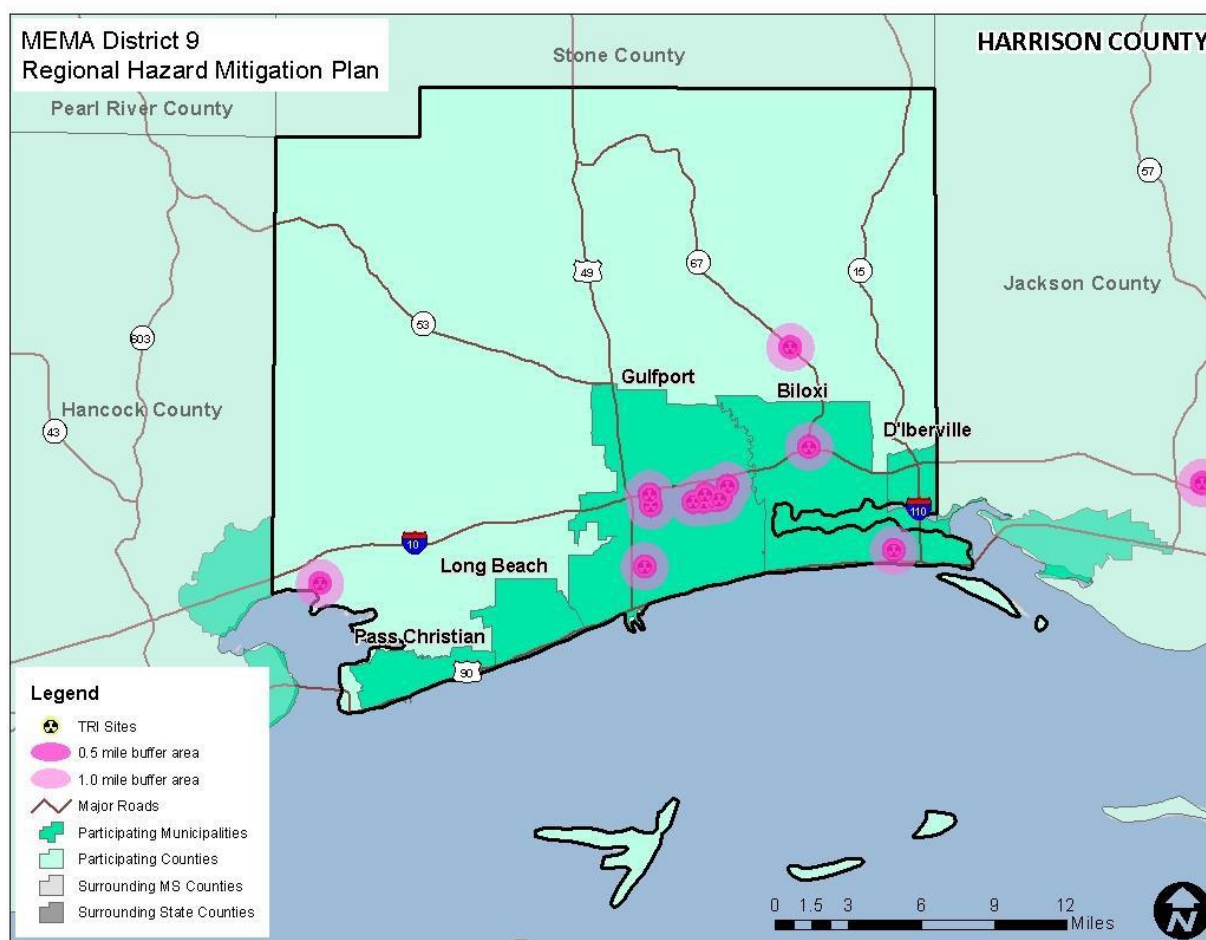 MEMA District 9
Regional Hazard Mitigation Plan
HARRISON COUNTY
Stone County
Pearl River County
57
67
49
15
Jackson County
53
603
Gulfport
Biloxi
Hancock County
43
D'Iberville
110
10
Long Beach
Pass Christian
90
Legend
TRI Sites
0.5 mile buffer area
1.0 mile buffer area
Major Roads
Participating Municipalities
Participating Counties
Surrounding MS Counties
Surrounding State Counties
0 1.5 3 6 9 12
Miles
N